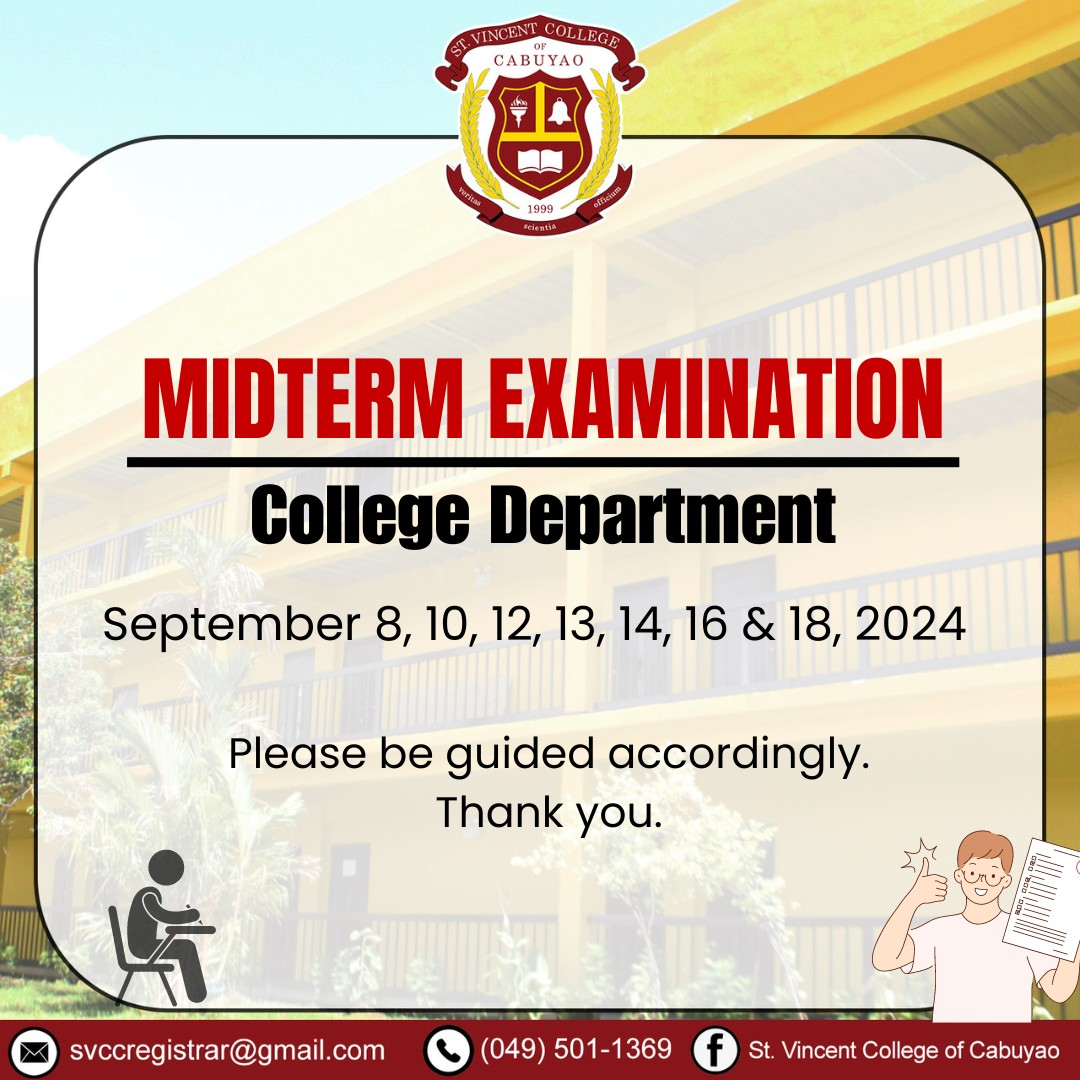 ST. VINCENT COLLEGE
OF
CABUYAO
veritas
1999
officium
scientia
MIDTERM EXAMINATION
College Department
September 8, 10, 12, 13, 14, 16 & 18, 2024
Please be guided accordingly.
Thank you.
svccregistrar@gmail.com
(049) 501-1369
St. Vincent College of Cabuyao